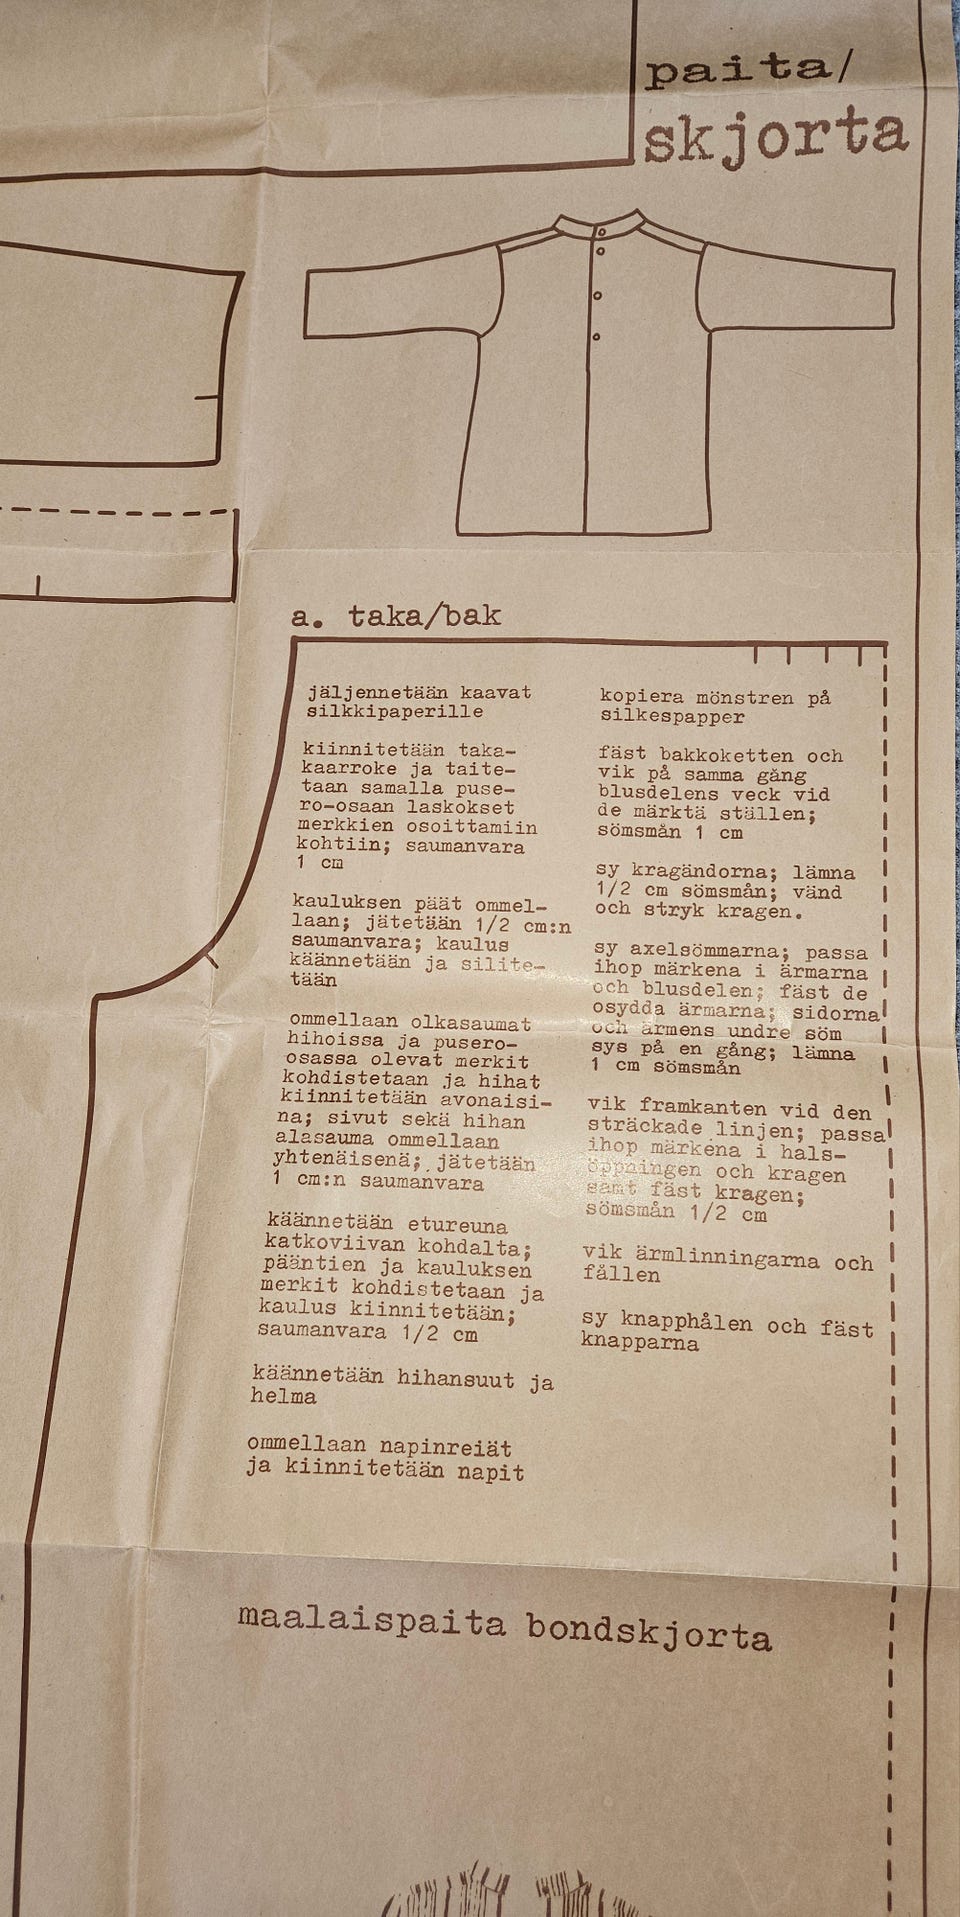 paita/
skjorta
a. taka/bak
jäljennetään kaavat
silkkipaperille
kiinnitetään taka-
kaarroke ja taite-
taan samalla puse-
ro-osaan laskokset
merkkien osoittamiin
kohtiin; saumanvara
1 cm
kauluksen päät ommel-
laan; jätetään 1/2 cm:n
saumanvara; kaulus
käännetään ja silite-
tään
ommellaan olkasaumat
hihoissa ja pusero-
osassa olevat merkit
kohdistetaan ja hihat
kiinnitetään avonaisi-
na; sivut sekä hihan
alasauma ommellaan
yhtenäisenä; jätetään
1 cm:n saumanvara
käännetään etureuna
katkoviivan kohdalta;
pääntien ja kauluksen
merkit kohdistetaan ja
kaulus kiinnitetään;
saumanvara 1/2 cm
käännetään hihansuut ja
helma
ommellaan napinreiät
ja kiinnitetään napit
kopiera mönstren på
silkespapper
fäst bakkoketten och
vik på samma gång
blusdelens veck vid
de märktä ställen;
sömsmån 1 cm
sy kragändorna; lämna
1/2 cm sömsmån; vänd
och stryk kragen.
sy axelsömmarna; passa
ihop märkena i ärmarna
och blusdelen; fäst de
osydda ärmarna; sidorna
och ärmens undre söm
sys på en gång; lämna
1 cm sömsmån
vik framkanten vid den
sträckade linjen; passa
ihop märkena i hals-
öppningen och kragen
samt fäst kragen;
sömsmån 1/2 cm
vik ärmlinningarna och
fållen
sy knapphålen och fäst
knapparna
maalaispaita bondskjorta